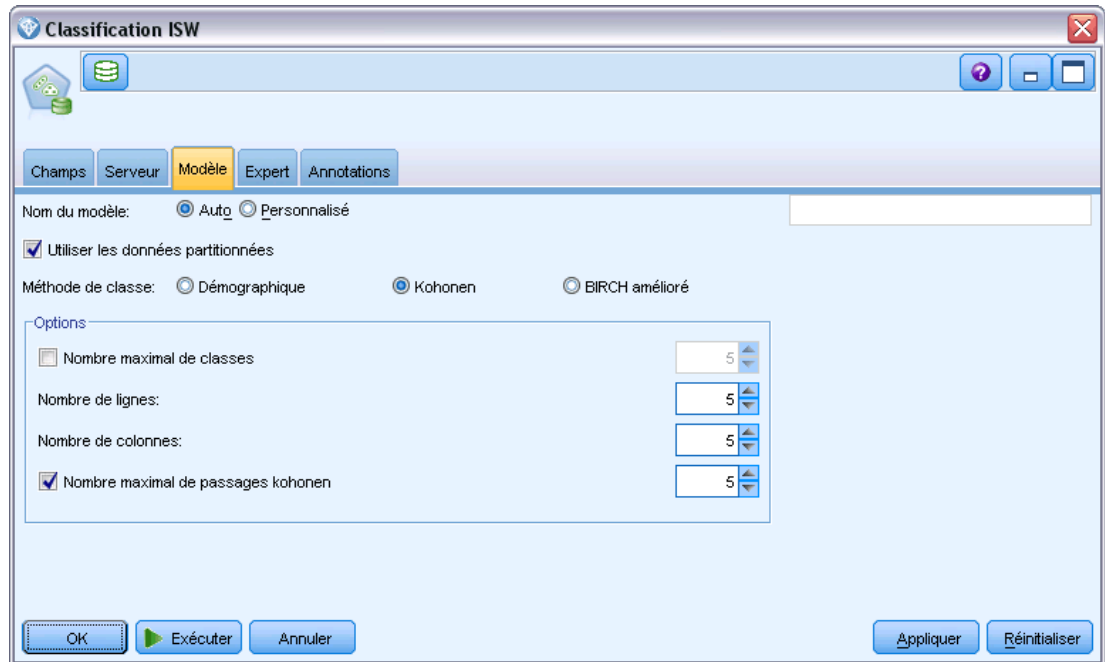 Classification ISW
Champs Serveur Modèle Expert Annotations
Nom du modèle: Auto Personnalisé
Utiliser les données partitionnées
Méthode de classe: Démographique Kohonen BIRCH amélioré
Options
Nombre maximal de classes 5
Nombre de lignes: 5
Nombre de colonnes: 5
Nombre maximal de passages kohonen 5
OK Exécuter Annuler Appliquer Réinitialiser